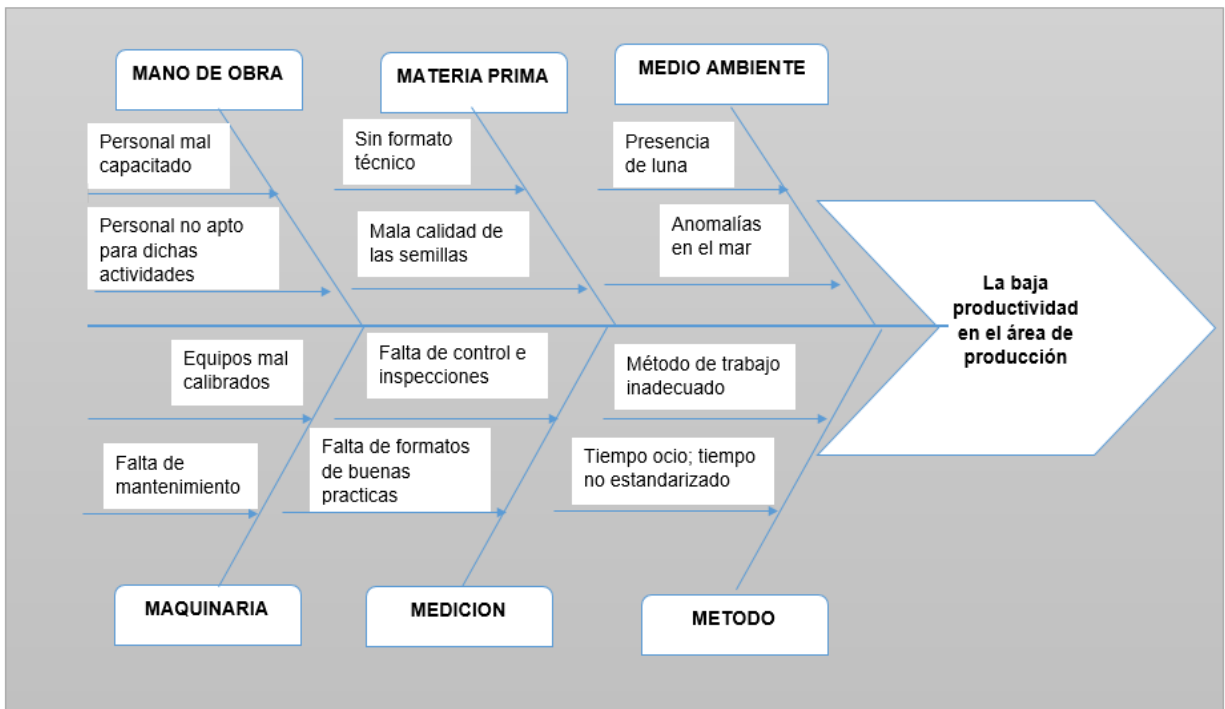 MANO DE OBRA
MATERIA PRIMA
MEDIO AMBIENTE
Personal mal
capacitado
Sin formato
técnico
Presencia
de luna
Personal no apto
para dichas
actividades
Mala calidad de
las semillas
Anomalías
en el mar
La baja
productividad
en el área de
producción
Equipos mal
calibrados
Falta de control e
inspecciones
Método de trabajo
inadecuado
Falta de
mantenimiento
Falta de formatos
de buenas
practicas
Tiempo ocio; tiempo
no estandarizado
MAQUINARIA
MEDICION
METODO